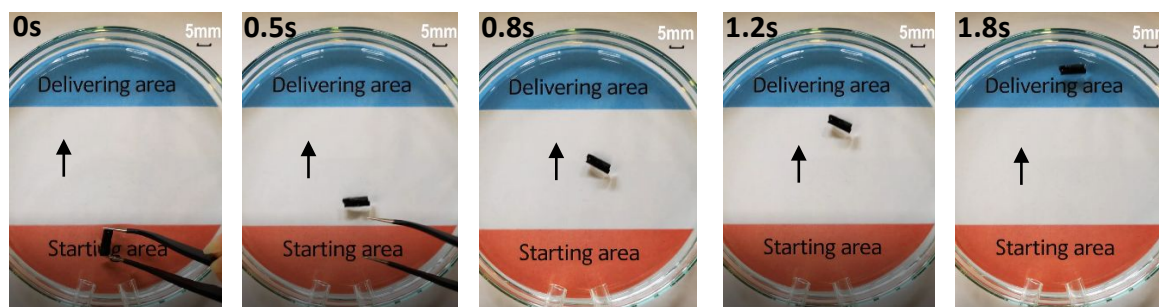 0s
5mm
Delivering area
Starting area
0.5s
5mm
Delivering area
Starting area
0.8s
5mm
Delivering area
Starting area
1.2s
5mm
Delivering area
Starting area
1.8s
5mm
Delivering area
Starting area